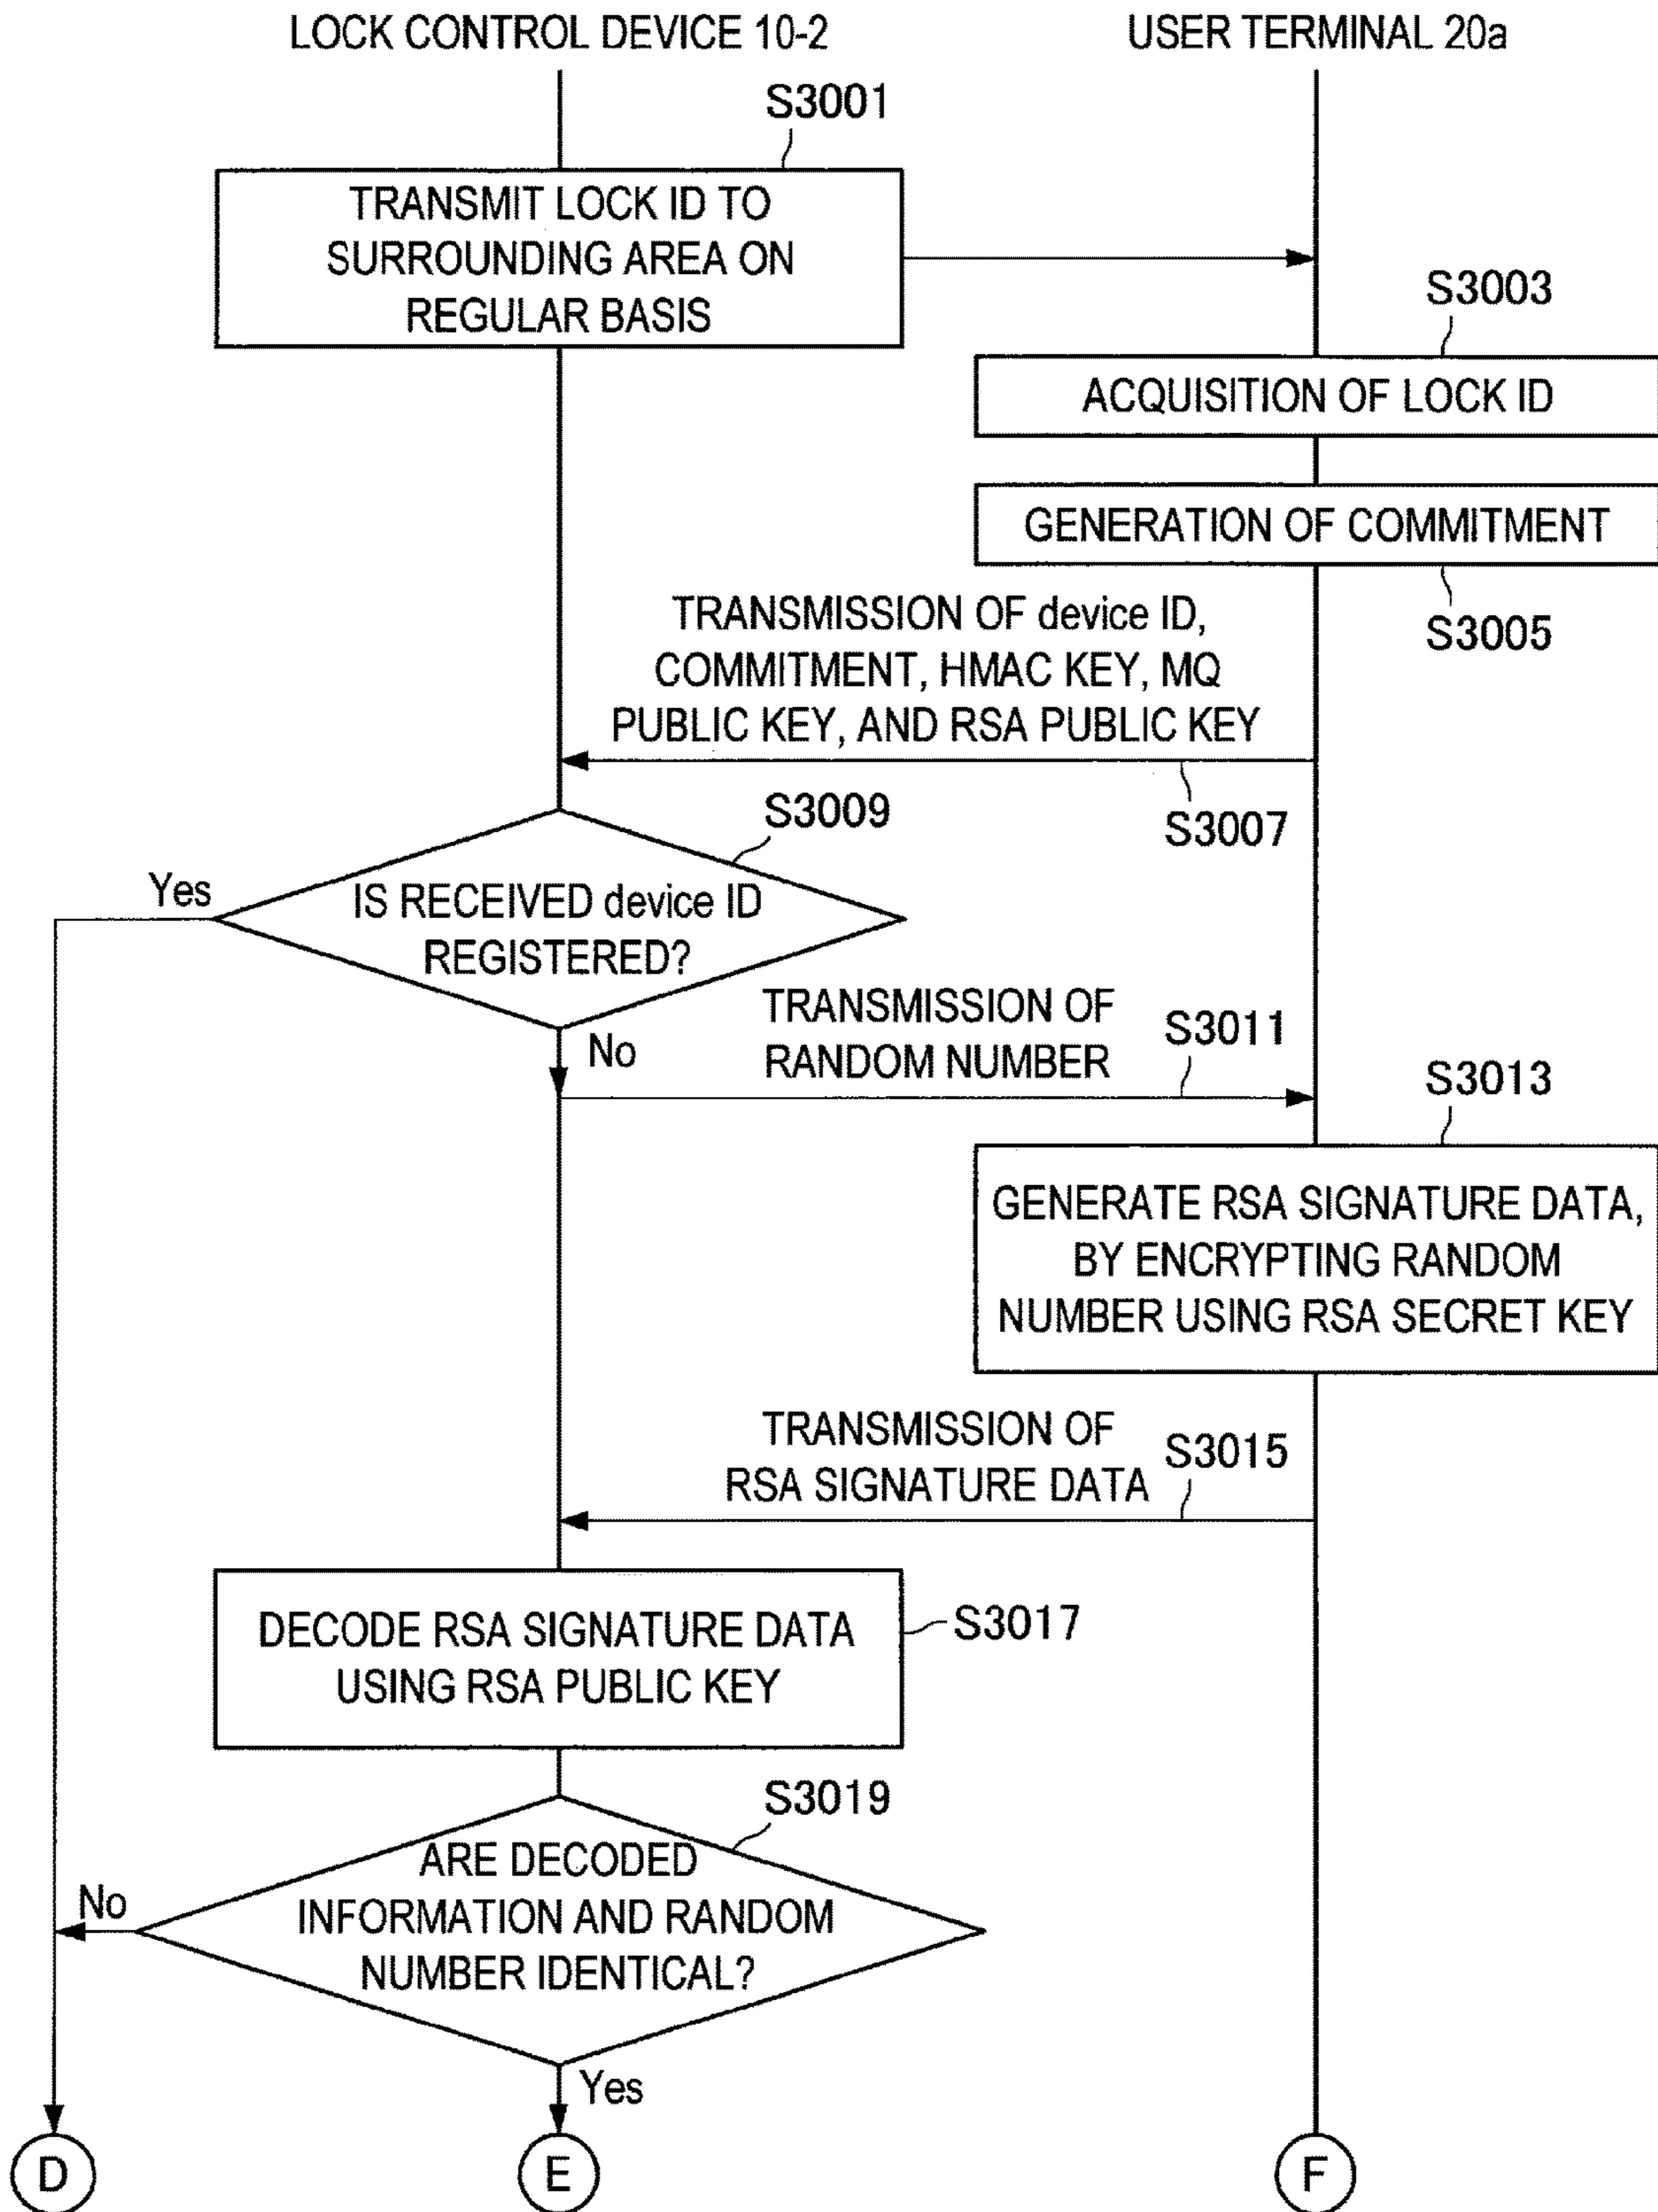 LOCK CONTROL DEVICE 10-2
USER TERMINAL 20a
S3001
TRANSMIT LOCK ID TO
SURROUNDING AREA ON
REGULAR BASIS
S3003
ACQUISITION OF LOCK ID
GENERATION OF COMMITMENT
S3005
TRANSMISSION OF device ID,
COMMITMENT, HMAC KEY, MQ
PUBLIC KEY, AND RSA PUBLIC KEY
S3007
S3009
Yes
IS RECEIVED device ID
REGISTERED?
No
TRANSMISSION OF
RANDOM NUMBER
S3011
S3013
GENERATE RSA SIGNATURE DATA,
BY ENCRYPTING RANDOM
NUMBER USING RSA SECRET KEY
TRANSMISSION OF
RSA SIGNATURE DATA
S3015
DECODE RSA SIGNATURE DATA
USING RSA PUBLIC KEY
S3017
S3019
ARE DECODED
INFORMATION AND RANDOM
NUMBER IDENTICAL?
No
Yes
D
E
F